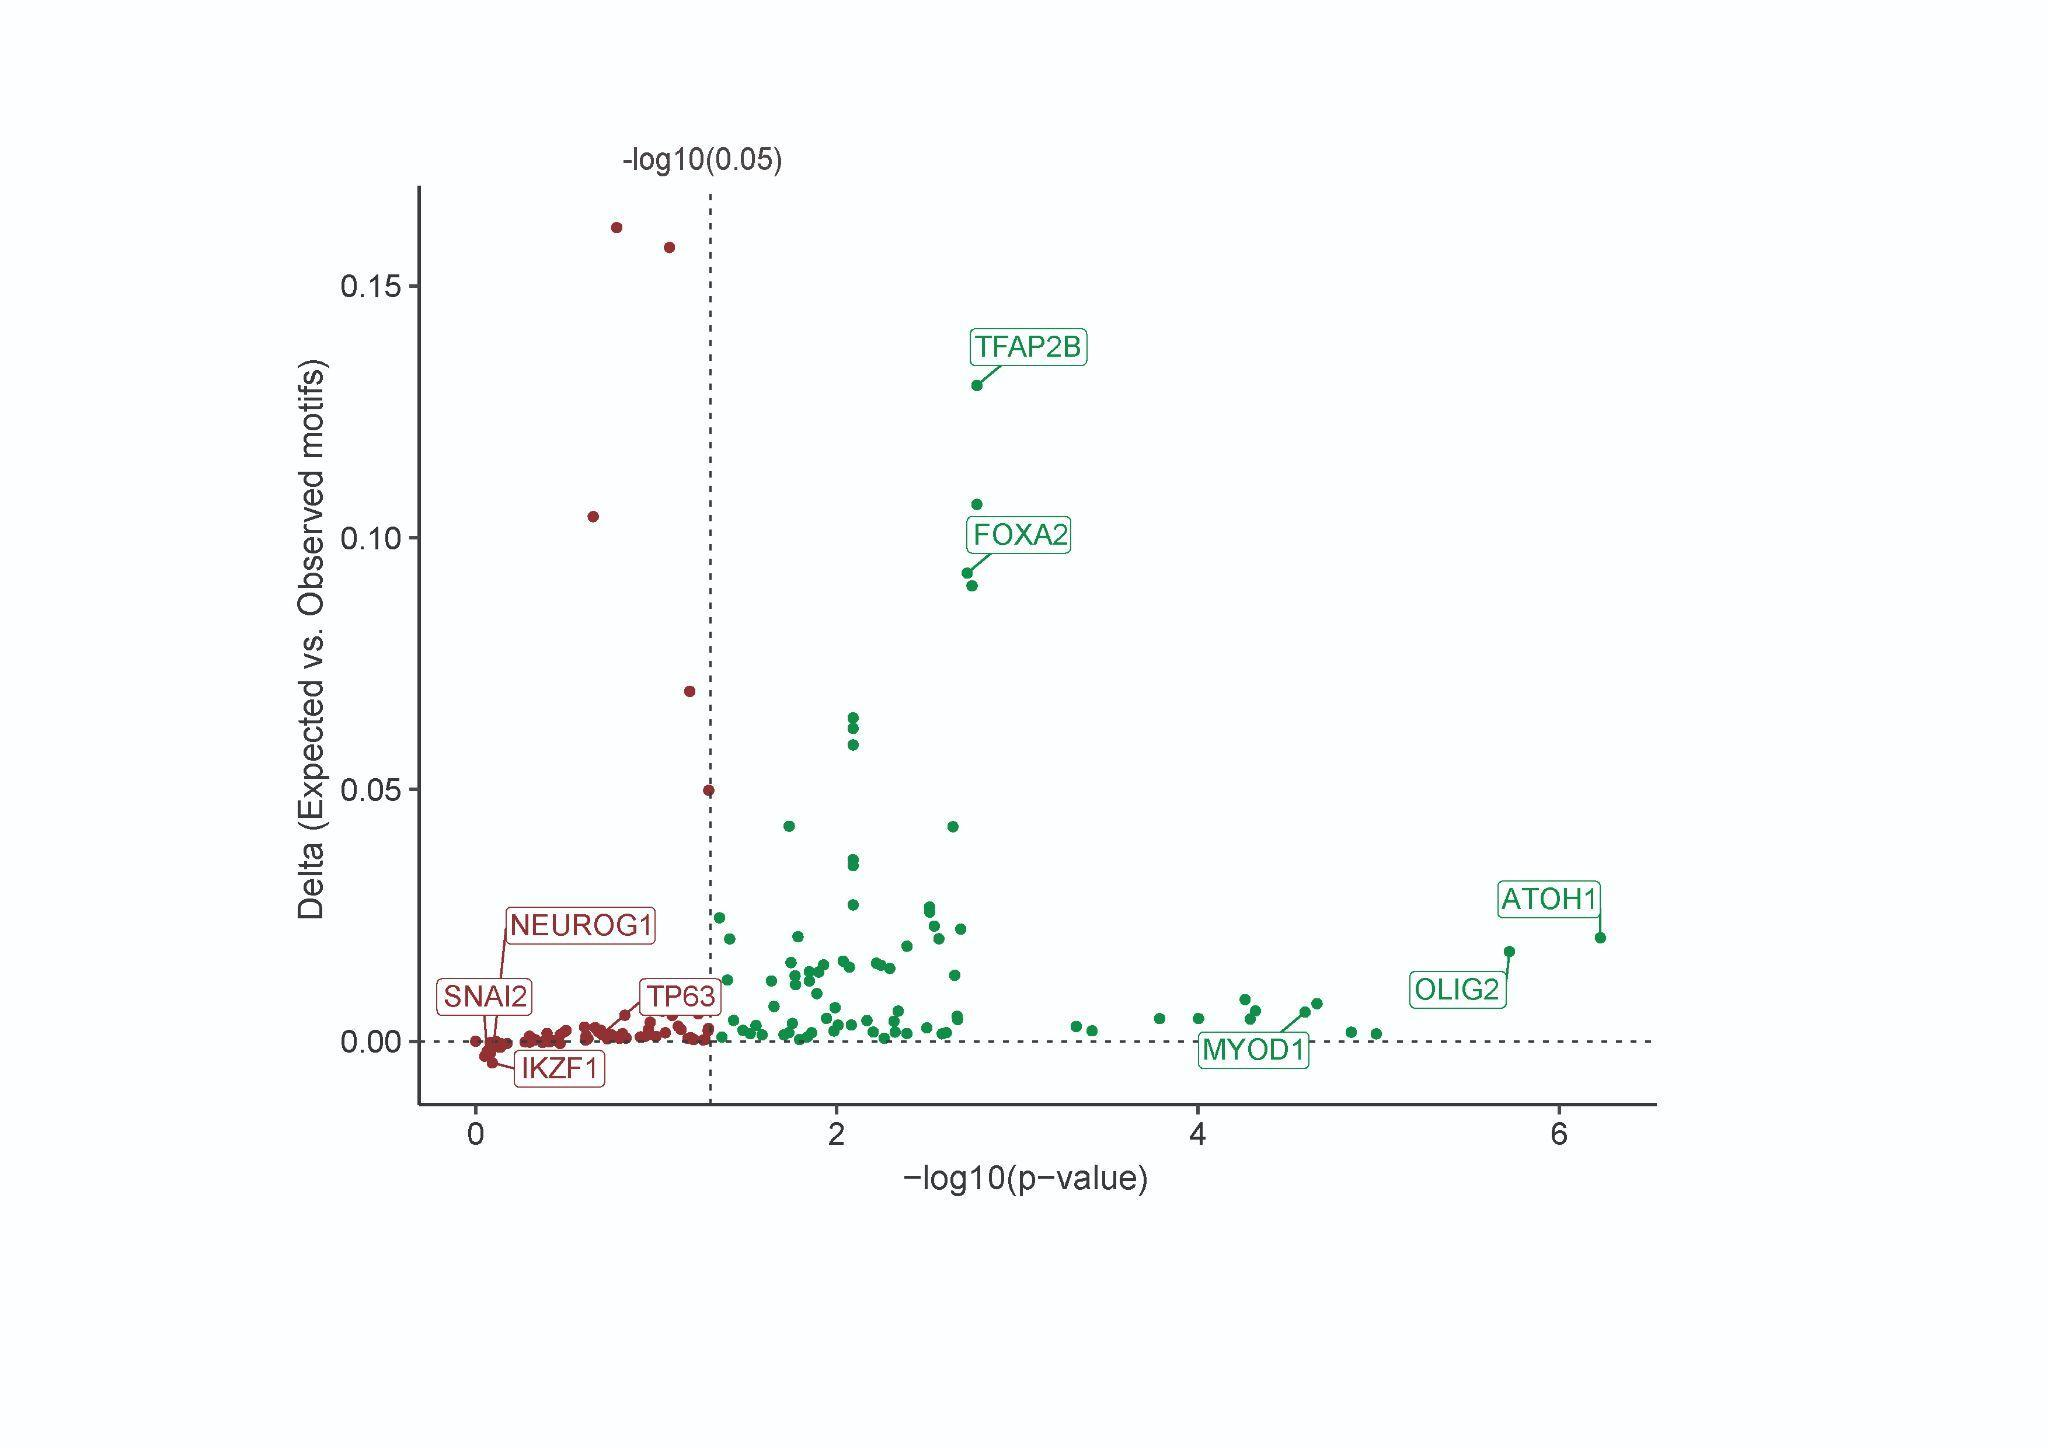 -log10(0.05)
0.15
TFAP2B
0.10
FOXA2
Delta (Expected vs. Observed motifs)
0.05
ATOH1
NEUROG1
OLIG2
SNAI2
TP63
0.00
MYOD1
IKZF1
0
2
4
6
−log10(p−value)